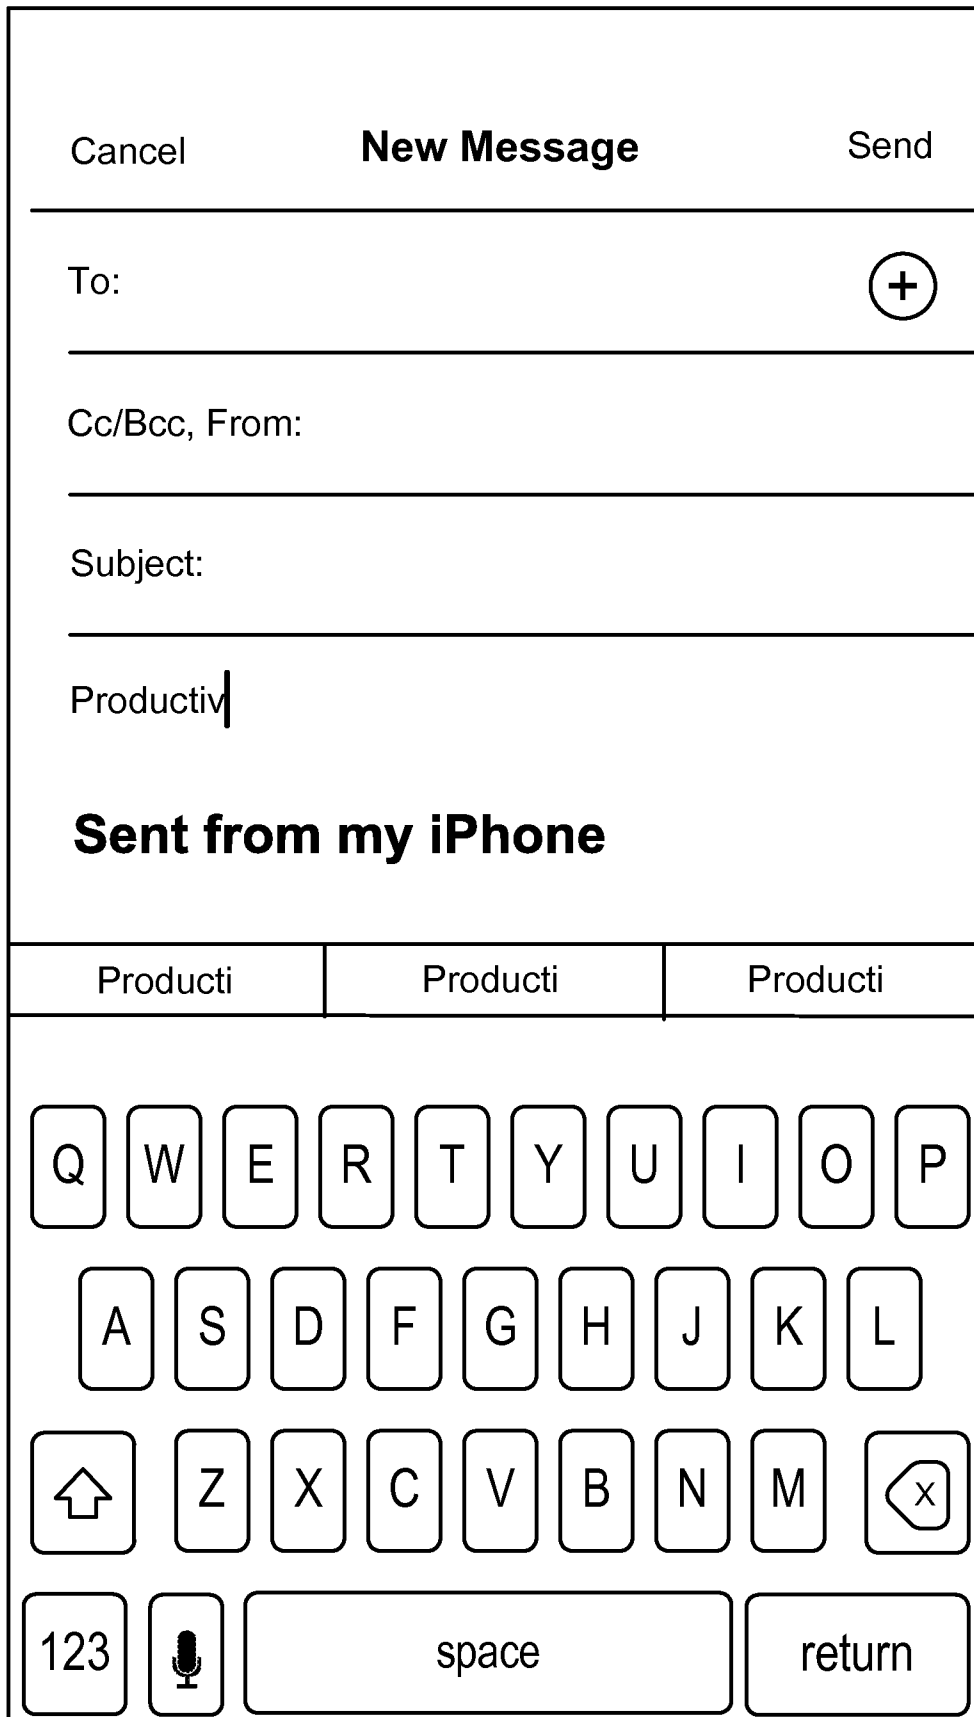 Cancel New Message Send
To: +
Cc/Bcc, From:
Subject:
Productiv
Sent from my iPhone
Producti Producti Producti
Q W E R T Y U I O P
A S D F G H J K L
Z X C V B N M X
123 space return